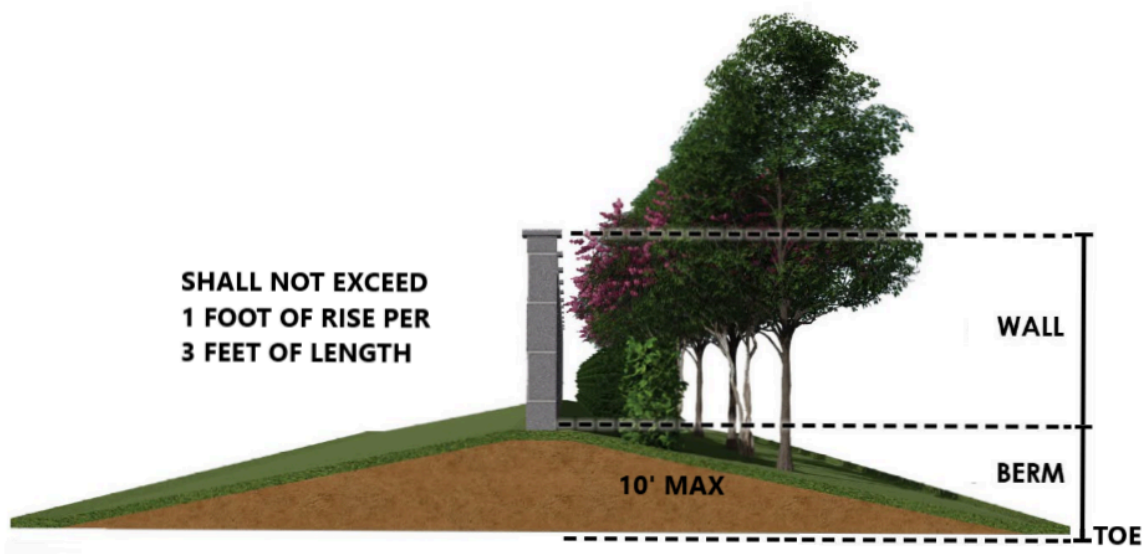 SHALL NOT EXCEED
1 FOOT OF RISE PER
3 FEET OF LENGTH
WALL
BERM
10' MAX
TOE